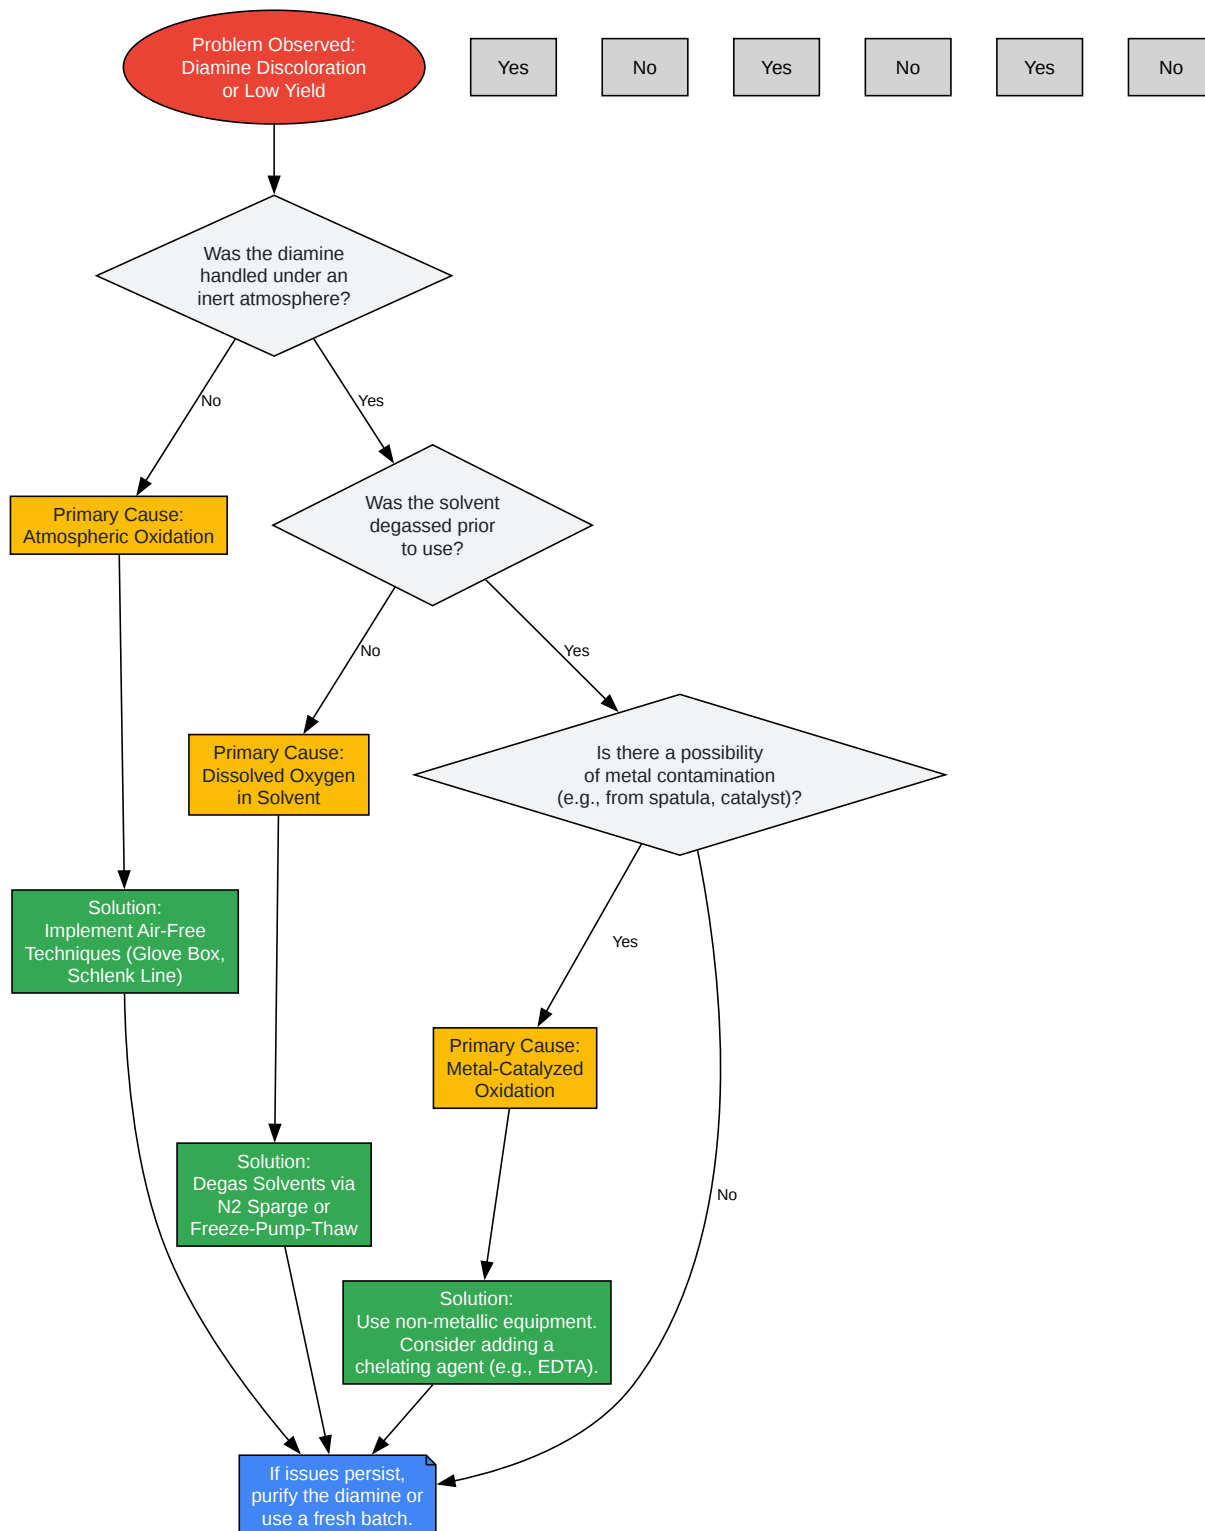 Problem Observed:
Diamine Discoloration
or Low Yield
Yes
No
Yes
No
Yes
No
Was the diamine
handled under an
inert atmosphere?
No
Yes
Primary Cause:
Atmospheric Oxidation
Was the solvent
degassed prior
to use?
No
Yes
Primary Cause:
Dissolved Oxygen
in Solvent
Is there a possibility
of metal contamination
(e.g., from spatula, catalyst)?
Solution:
Implement Air-Free
Techniques (Glove Box,
Schlenk Line)
Yes
Primary Cause:
Metal-Catalyzed
Oxidation
Solution:
Degas Solvents via
N2 Sparge or
Freeze-Pump-Thaw
No
Solution:
Use non-metallic equipment.
Consider adding a
chelating agent (e.g., EDTA).
If issues persist,
purify the diamine or
use a fresh batch.